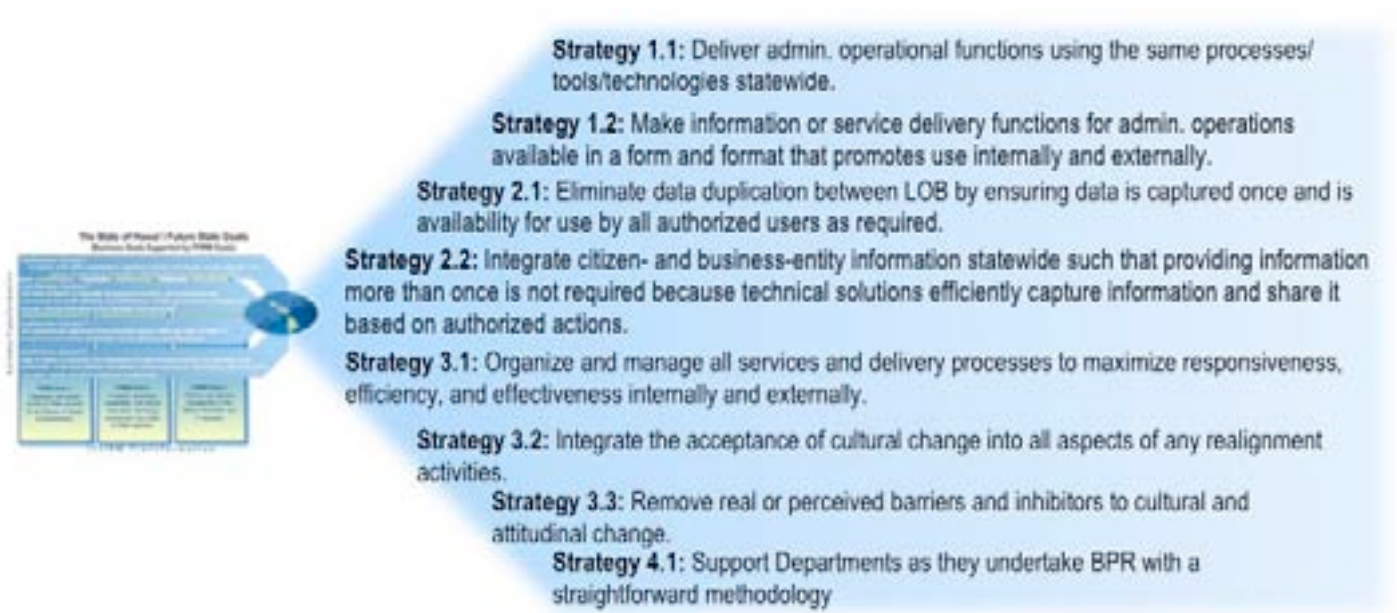 Strategy 1.1: Deliver admin. operational functions using the same processes/
tools/technologies statewide.
Strategy 1.2: Make information or service delivery functions for admin. operations
available in a form and format that promotes use internally and externally.
Strategy 2.1: Eliminate data duplication between LOB by ensuring data is captured once and is
availability for use by all authorized users as required.
The State of Hawai`i Future State Goals
Strategy 2.2: Integrate citizen- and business-entity information statewide such that providing information
more than once is not required because technical solutions efficiently capture information and share it
based on authorized actions.
Strategy 3.1: Organize and manage all services and delivery processes to maximize responsiveness,
efficiency, and effectiveness internally and externally.
Strategy 3.2: Integrate the acceptance of cultural change into all aspects of any realignment
activities.
Strategy 3.3: Remove real or perceived barriers and inhibitors to cultural and
attitudinal change.
Strategy 4.1: Support Departments as they undertake BPR with a
straightforward methodology